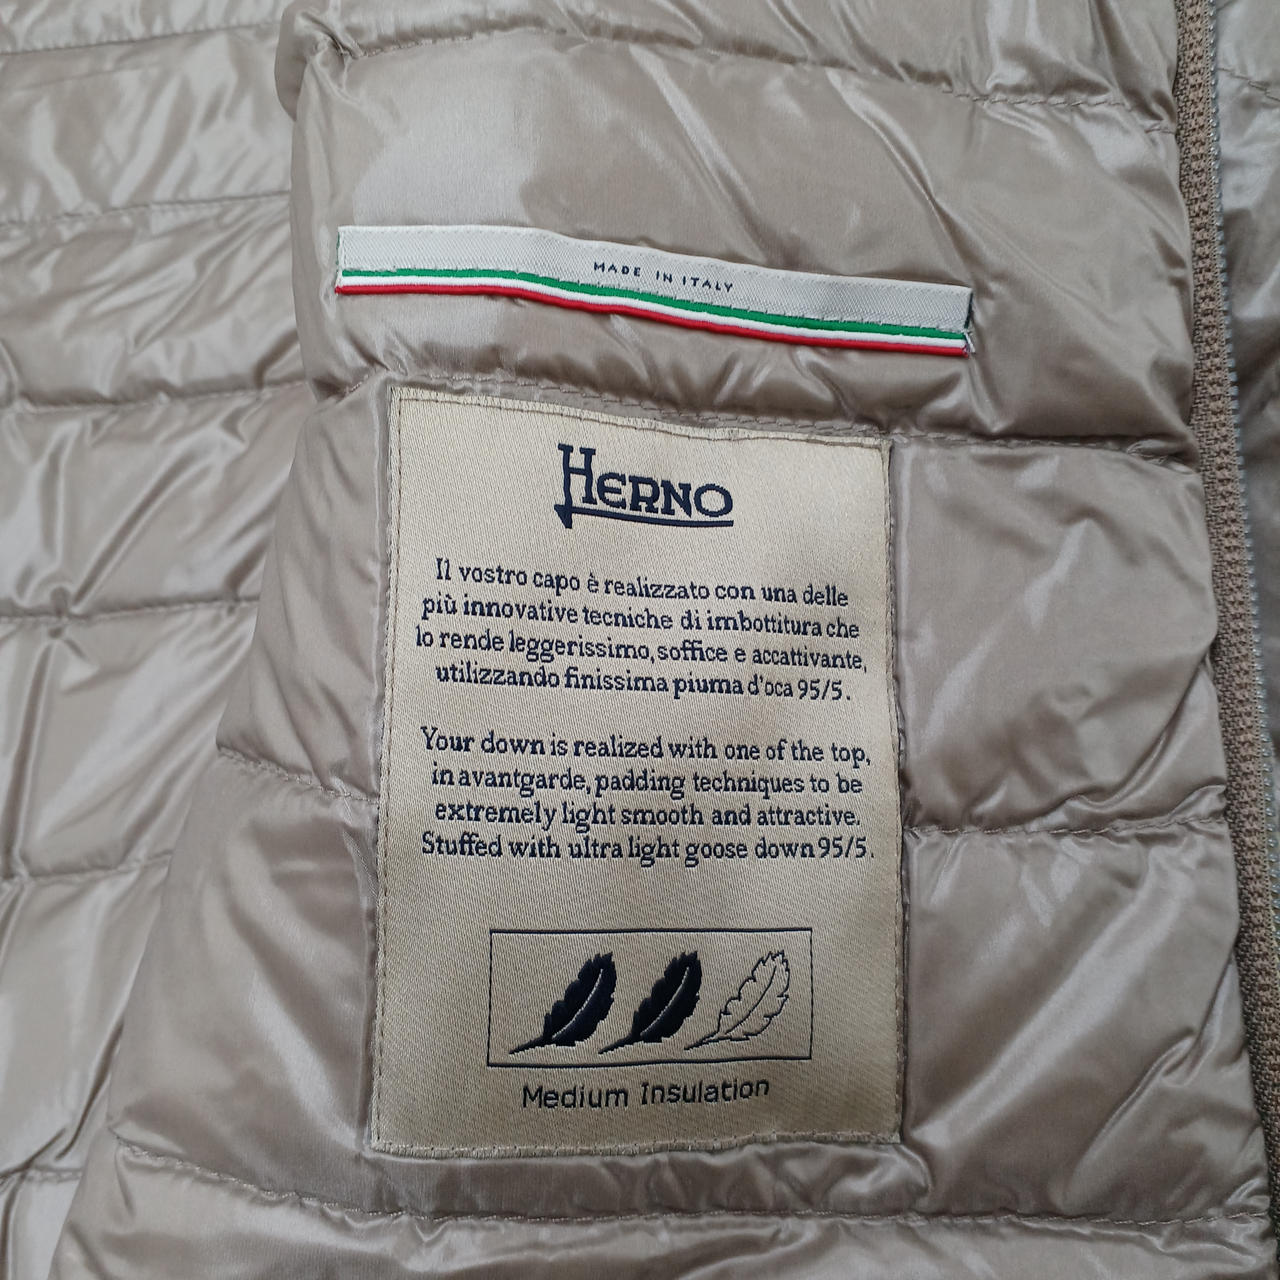 MADE IN ITALY
HERNO
Il vostro capo è realizzato con una delle
più innovative tecniche di imbottitura che
lo rende leggerissimo, soffice e accattivante,
utilizzando finissima piuma d'oca 95/5.
Your down is realized with one of the top,
in avantgarde, padding techniques to be
extremely light smooth and attractive.
Stuffed with ultra light goose down 95/5.
Medium Insulation